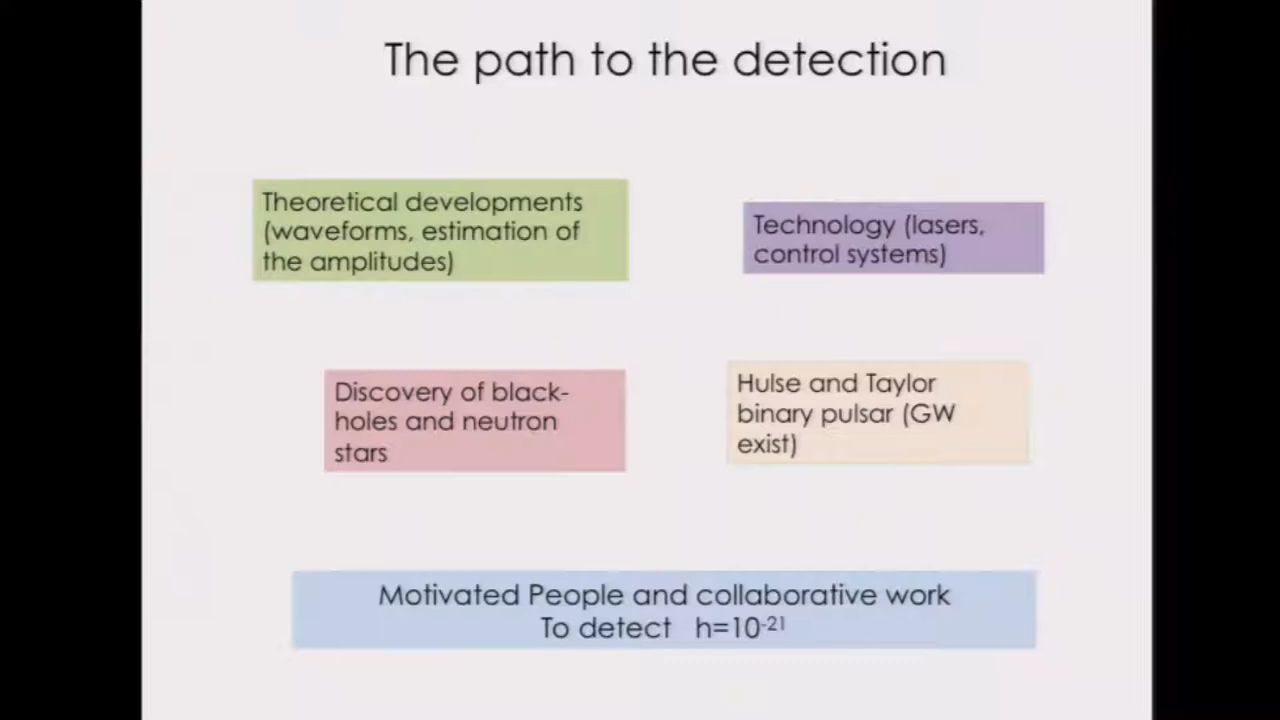 The path to the detection
Theoretical developments
(waveforms, estimation of
the amplitudes)
Technology (lasers,
control systems)
Discovery of black-
holes and neutron
stars
Hulse and Taylor
binary pulsar (GW
exist)
Motivated People and collaborative work
To detect h=10⁻²¹